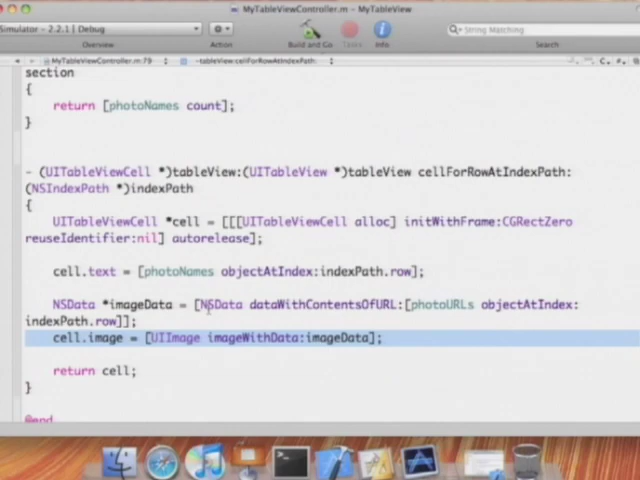 MyTableViewController.m — MyTableView
Simulator - 2.2.1 | Debug
Overview
Action
Build and Go
Tasks
Info
String Matching
Search
MyTableViewController.m:79
-tableView:cellForRowAtIndexPath:
section
{
return [photoNames count];
}
- (UITableViewCell *)tableView:(UITableView *)tableView cellForRowAtIndexPath:
(NSIndexPath *)indexPath
{
UITableViewCell *cell = [[[UITableViewCell alloc] initWithFrame:CGRectZero
reuseIdentifier:nil] autorelease];
cell.text = [photoNames objectAtIndex:indexPath.row];
NSData *imageData = [NSData dataWithContentsOfURL:[photoURLs objectAtIndex:
indexPath.row]];
cell.image = [UIImage imageWithData:imageData];
return cell;
}
@end